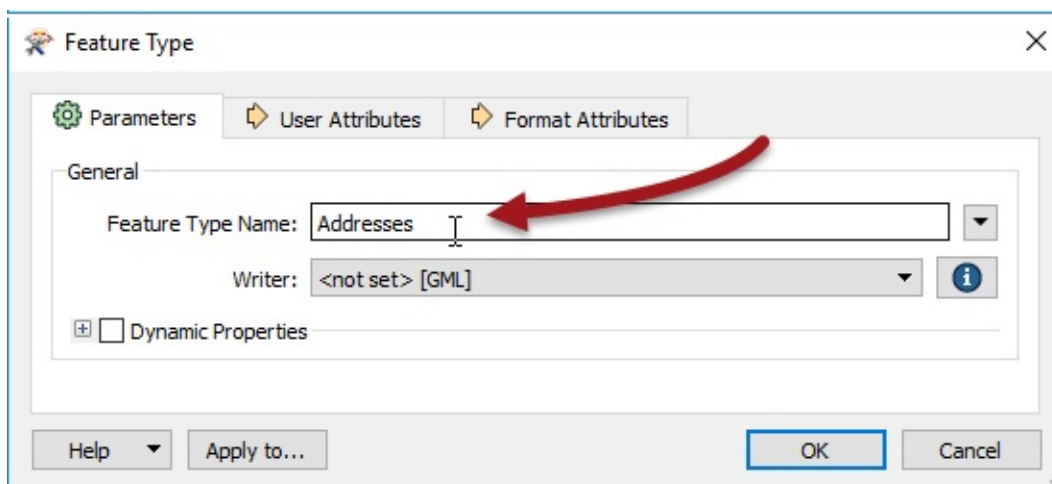 Feature Type
Parameters User Attributes Format Attributes
General
Feature Type Name: Addresses
Writer: <not set> [GML]
Dynamic Properties
Help Apply to... OK Cancel